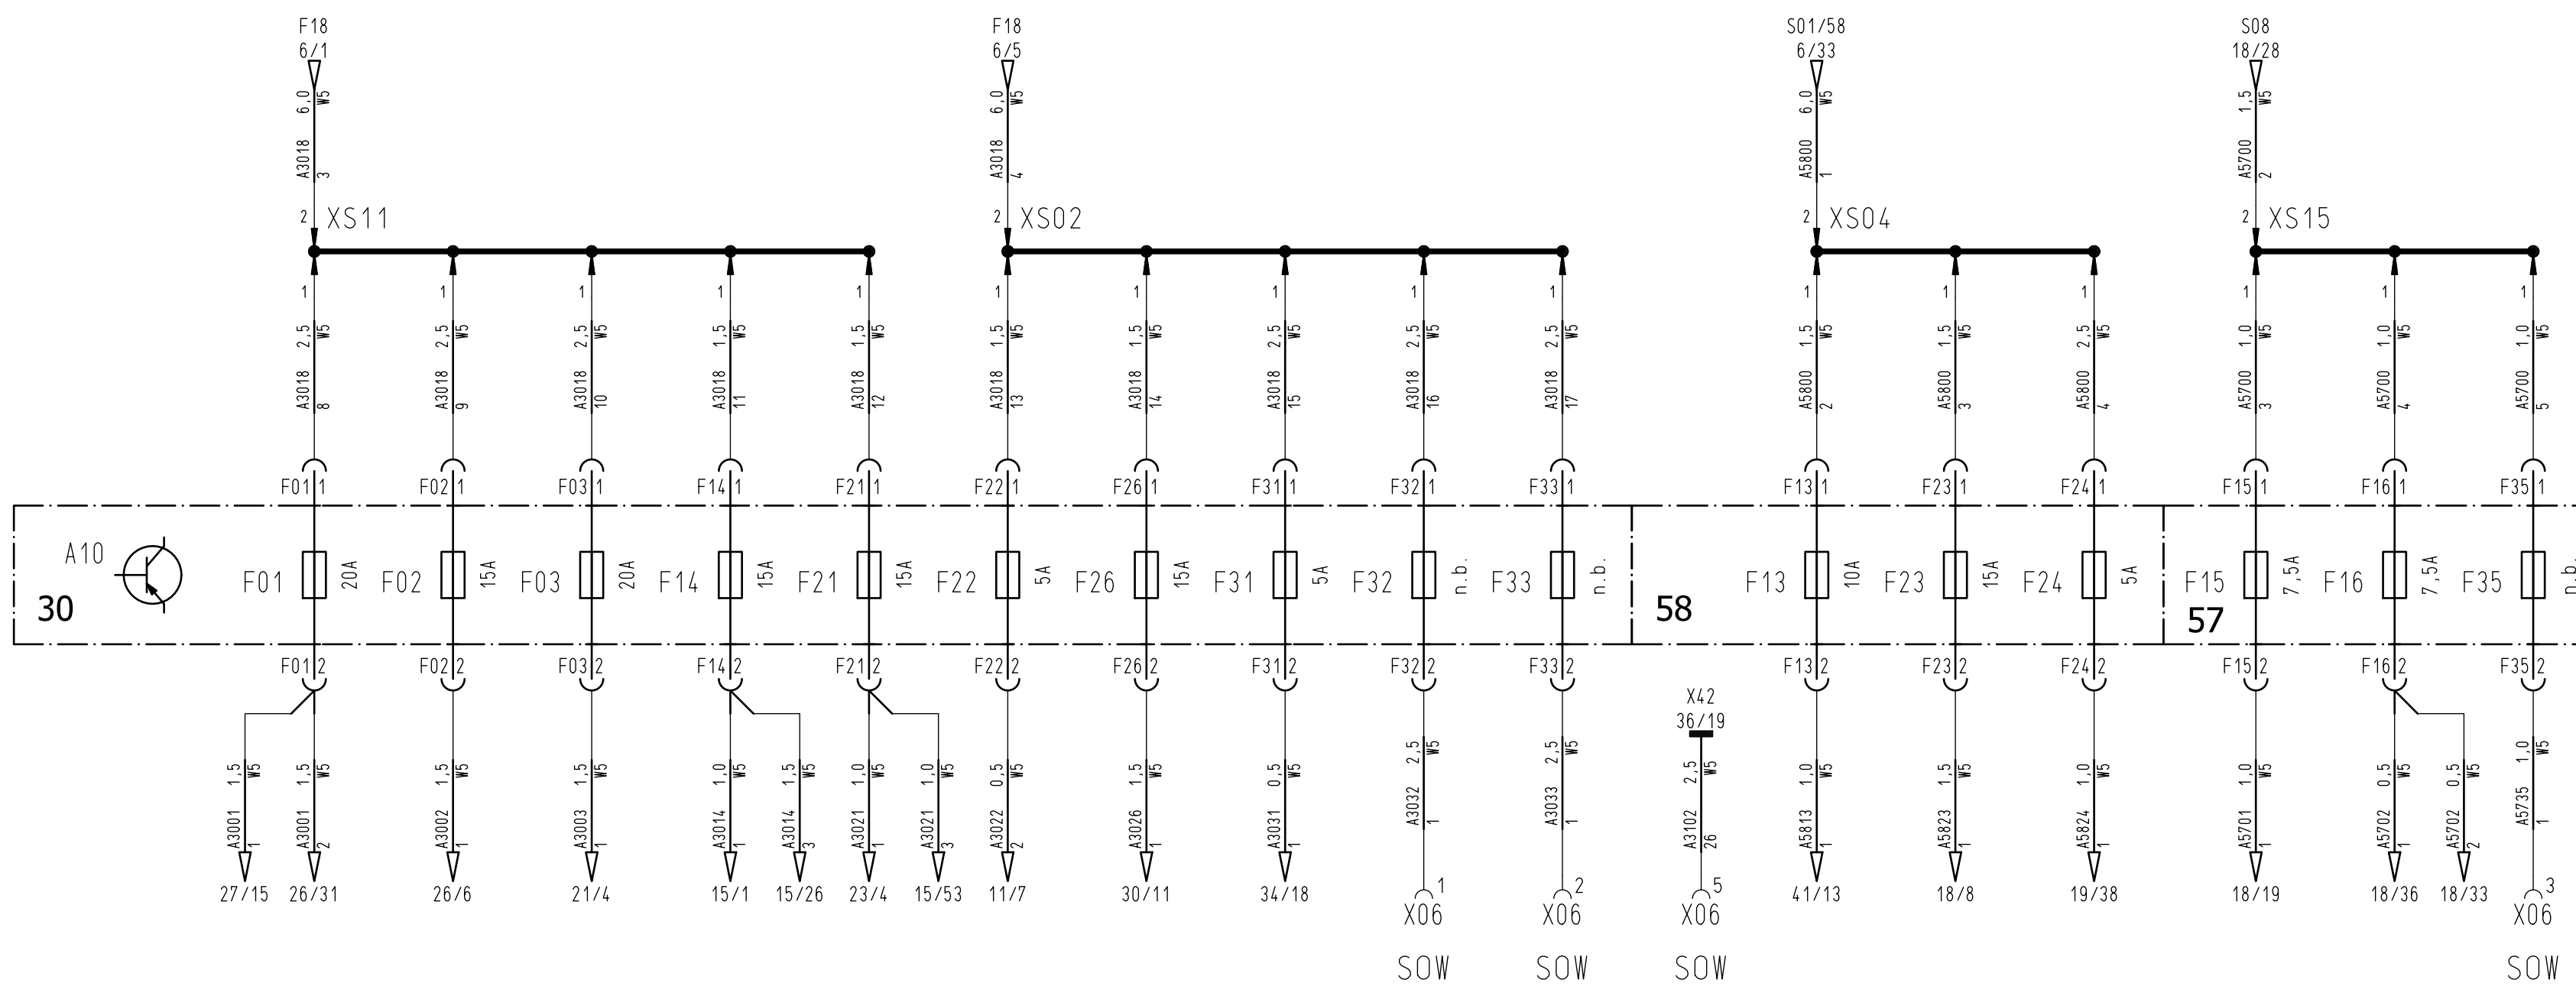 F18 F18 S01/58 S08
6/1 6/5 6/33 18/28
6,0 W5 6,0 W5 6,0 W5 1,5 W5
A3018 3 A3018 4 A5800 1 A5700 2
2 XS11 2 XS02 2 XS04 2 XS15
1 1 1 1 1 1 1 1 1 1 1 1 1 1 1 1
2,5 W5 2,5 W5 2,5 W5 1,5 W5 1,5 W5 1,5 W5 1,5 W5 2,5 W5 2,5 W5 2,5 W5 1,5 W5 1,5 W5 2,5 W5 1,0 W5 1,0 W5 1,0 W5
A3018 8 A3018 9 A3018 10 A3018 11 A3018 12 A3018 13 A3018 14 A3018 15 A3018 16 A3018 17 A5800 2 A5800 3 A5800 4 A5700 3 A5700 4 A5700 5
F01 1 F02 1 F03 1 F14 1 F21 1 F22 1 F26 1 F31 1 F32 1 F33 1 F13 1 F23 1 F24 1 F15 1 F16 1 F35 1
A10 F01 20A F02 15A F03 20A F14 15A F21 15A F22 5A F26 15A F31 5A F32 n.b. F33 n.b. F13 10A F23 15A F24 5A F15 7,5A F16 7,5A F35 n.b.
30 58 57
F01 2 F02 2 F03 2 F14 2 F21 2 F22 2 F26 2 F31 2 F32 2 F33 2 F13 2 F23 2 F24 2 F15 2 F16 2 F35 2
X42
36/19
1,5 W5 1,5 W5 1,5 W5 1,5 W5 1,0 W5 1,5 W5 1,0 W5 1,0 W5 0,5 W5 1,5 W5 0,5 W5 2,5 W5 2,5 W5 2,5 W5 1,0 W5 1,5 W5 1,0 W5 1,0 W5 0,5 W5 0,5 W5 1,0 W5
A3001 1 A3001 2 A3002 1 A3003 1 A3014 1 A3014 3 A3021 1 A3021 3 A3022 2 A3026 1 A3031 1 A3032 1 A3033 1 A3102 26 A5813 1 A5823 1 A5824 1 A5701 1 A5702 1 A5702 2 A5735 1
27/15 26/31 26/6 21/4 15/1 15/26 23/4 15/53 11/7 30/11 34/18 1 2 5 41/13 18/8 19/38 18/19 18/36 18/33 3
X06 X06 X06 X06
SOW SOW SOW SOW